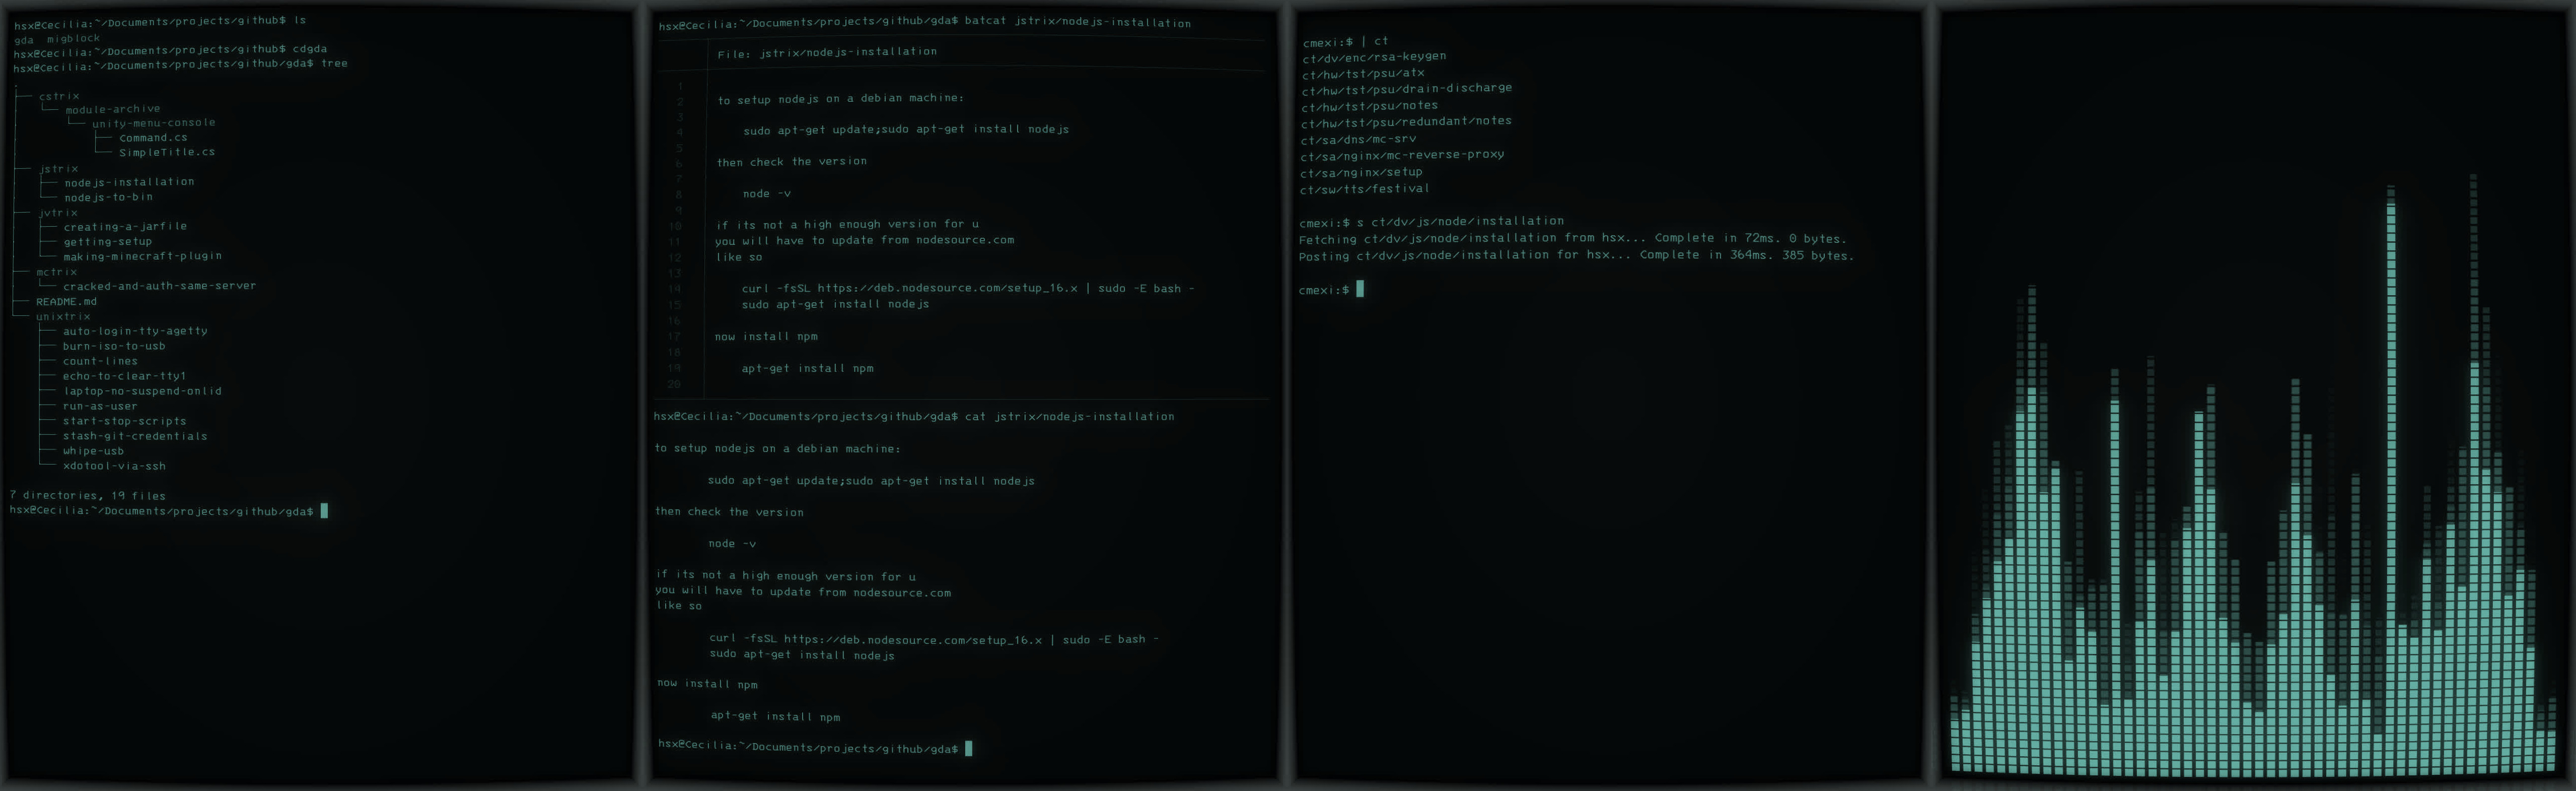 hsx@Cecilia:~/Documents/projects/github$ ls
gda  migblock
hsx@Cecilia:~/Documents/projects/github$ cdgda
hsx@Cecilia:~/Documents/projects/github/gda$ tree
.
├── cstrix
│   └── module-archive
│       └── unity-menu-console
│           ├── Command.cs
│           └── SimpleTitle.cs
├── jstrix
│   ├── nodejs-installation
│   └── nodejs-to-bin
├── jvtrix
│   ├── creating-a-jarfile
│   ├── getting-setup
│   └── making-minecraft-plugin
├── mctrix
│   └── cracked-and-auth-same-server
├── README.md
└── unixtrix
    ├── auto-login-tty-agetty
    ├── burn-iso-to-usb
    ├── count-lines
    ├── echo-to-clear-tty1
    ├── laptop-no-suspend-onlid
    ├── run-as-user
    ├── start-stop-scripts
    ├── stash-git-credentials
    ├── whipe-usb
    └── xdotool-via-ssh
7 directories, 19 files
hsx@Cecilia:~/Documents/projects/github/gda$
hsx@Cecilia:~/Documents/projects/github/gda$ batcat jstrix/nodejs-installation
File: jstrix/nodejs-installation
1
2 to setup nodejs on a debian machine:
3
4 sudo apt-get update;sudo apt-get install nodejs
5
6 then check the version
7
8 node -v
9
10 if its not a high enough version for u
11 you will have to update from nodesource.com
12 like so
13
14 curl -fsSL https://deb.nodesource.com/setup_16.x | sudo -E bash -
15 sudo apt-get install nodejs
16
17 now install npm
18
19 apt-get install npm
20
hsx@Cecilia:~/Documents/projects/github/gda$ cat jstrix/nodejs-installation
to setup nodejs on a debian machine:
sudo apt-get update;sudo apt-get install nodejs
then check the version
node -v
if its not a high enough version for u
you will have to update from nodesource.com
like so
curl -fsSL https://deb.nodesource.com/setup_16.x | sudo -E bash -
sudo apt-get install nodejs
now install npm
apt-get install npm
hsx@Cecilia:~/Documents/projects/github/gda$
cmexi:$ | ct
ct/dv/enc/rsa-keygen
ct/hw/tst/psu/atx
ct/hw/tst/psu/drain-discharge
ct/hw/tst/psu/notes
ct/hw/tst/psu/redundant/notes
ct/sa/dns/mc-srv
ct/sa/nginx/mc-reverse-proxy
ct/sa/nginx/setup
ct/sw/tts/festival
cmexi:$ s ct/dv/js/node/installation
Fetching ct/dv/js/node/installation from hsx... Complete in 72ms. 0 bytes.
Posting ct/dv/js/node/installation for hsx... Complete in 364ms. 385 bytes.
cmexi:$